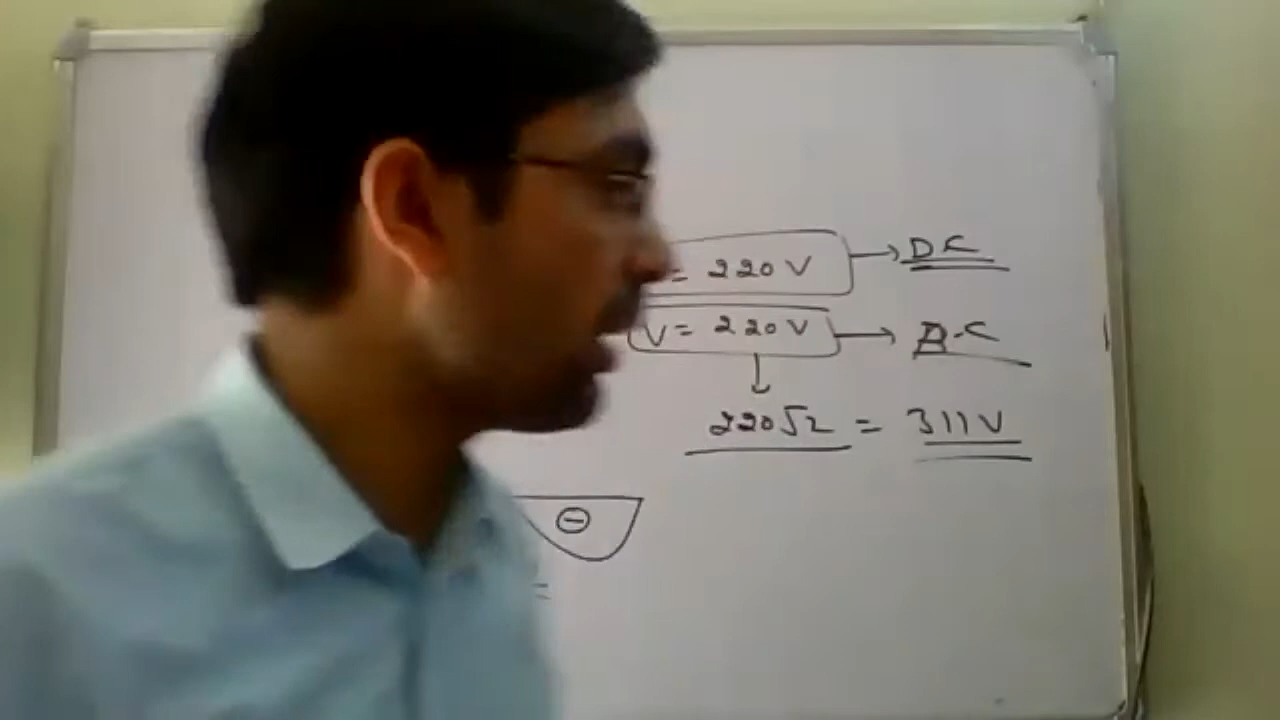 = 220 V → DC
V = 220 V → AC
↓
220√2 = 311V
⊖
=